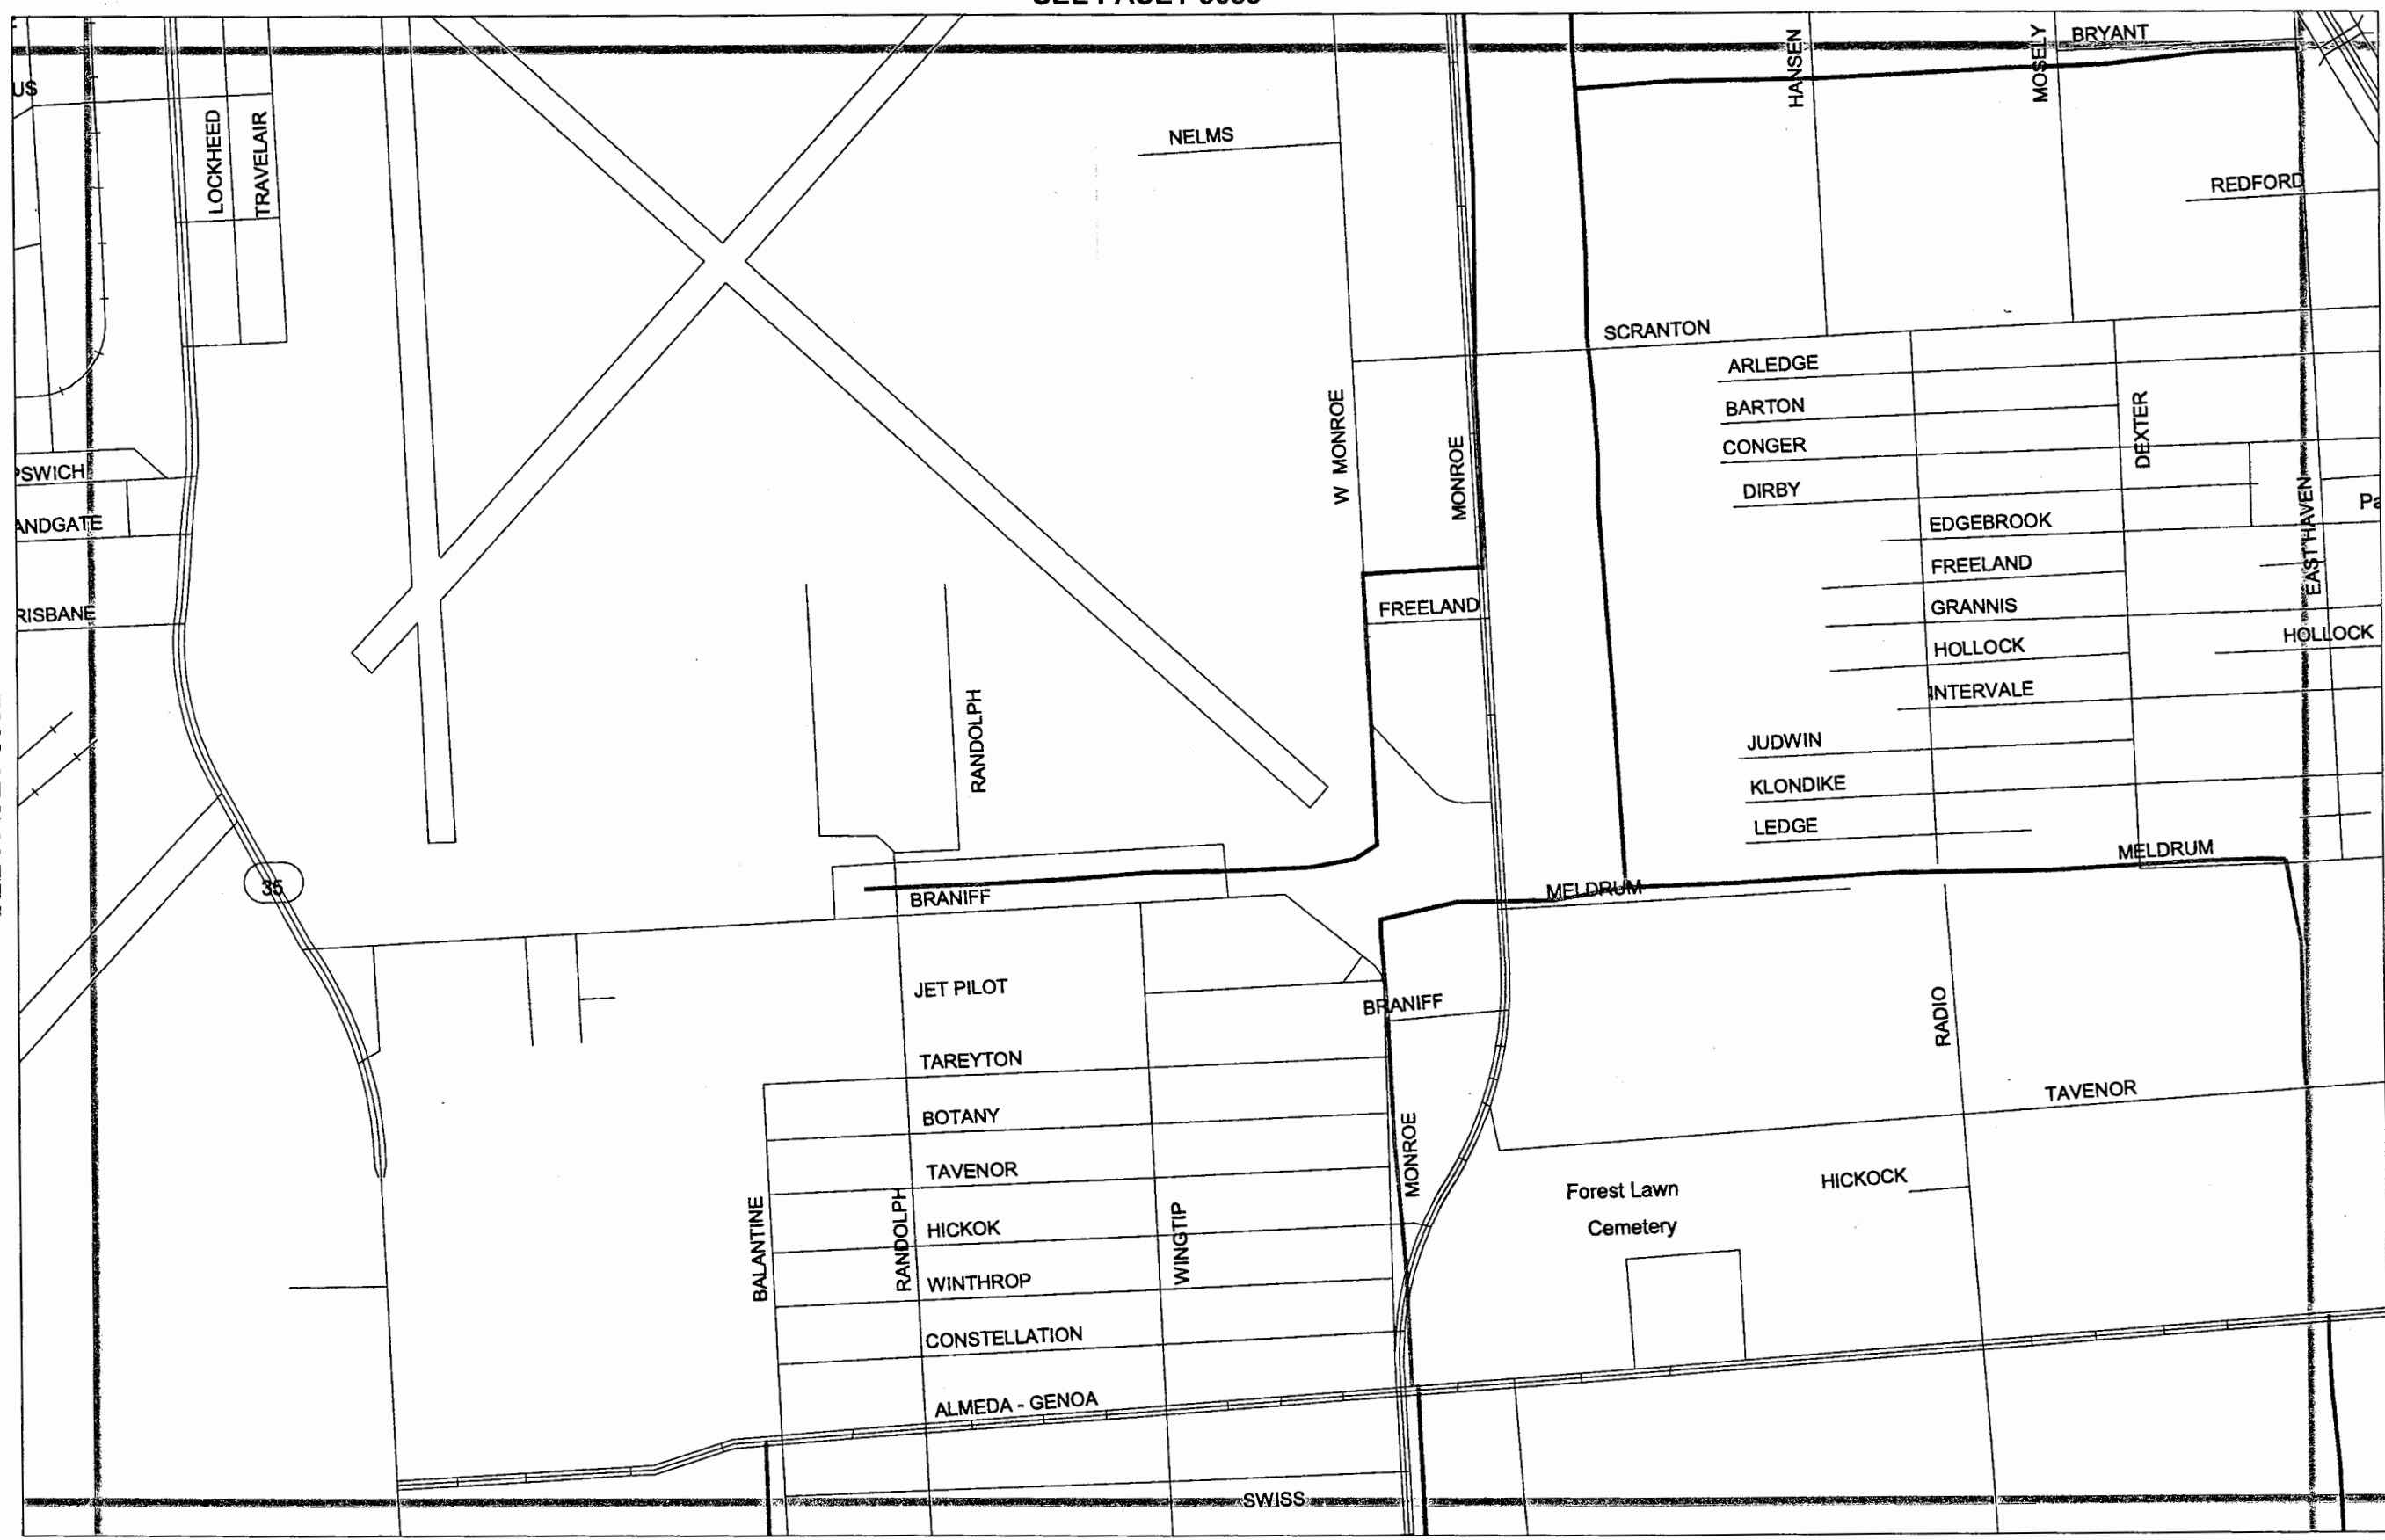 BRYANT
HANSEN
MOSELY
US
LOCKHEED
TRAVELAIR
NELMS
REDFORD
SCRANTON
ARLEDGE
W MONROE
BARTON
DEXTER
MONROE
CONGER
PSWICH
DIRBY
EAST HAVEN
Pa
ANDGATE
EDGEBROOK
FREELAND
RISBANE
FREELAND
GRANNIS
HOLLOCK
HOLLOCK
RANDOLPH
INTERVALE
JUDWIN
KLONDIKE
LEDGE
MELDRUM
35
BRANIFF
MELDRUM
JET PILOT
BRANIFF
RADIO
TAREYTON
TAVENOR
BOTANY
MONROE
TAVENOR
HICKOCK
Forest Lawn
Cemetery
BALANTINE
RANDOLPH
HICKOK
WINGTIP
WINTHROP
CONSTELLATION
ALMEDA - GENOA
SWISS